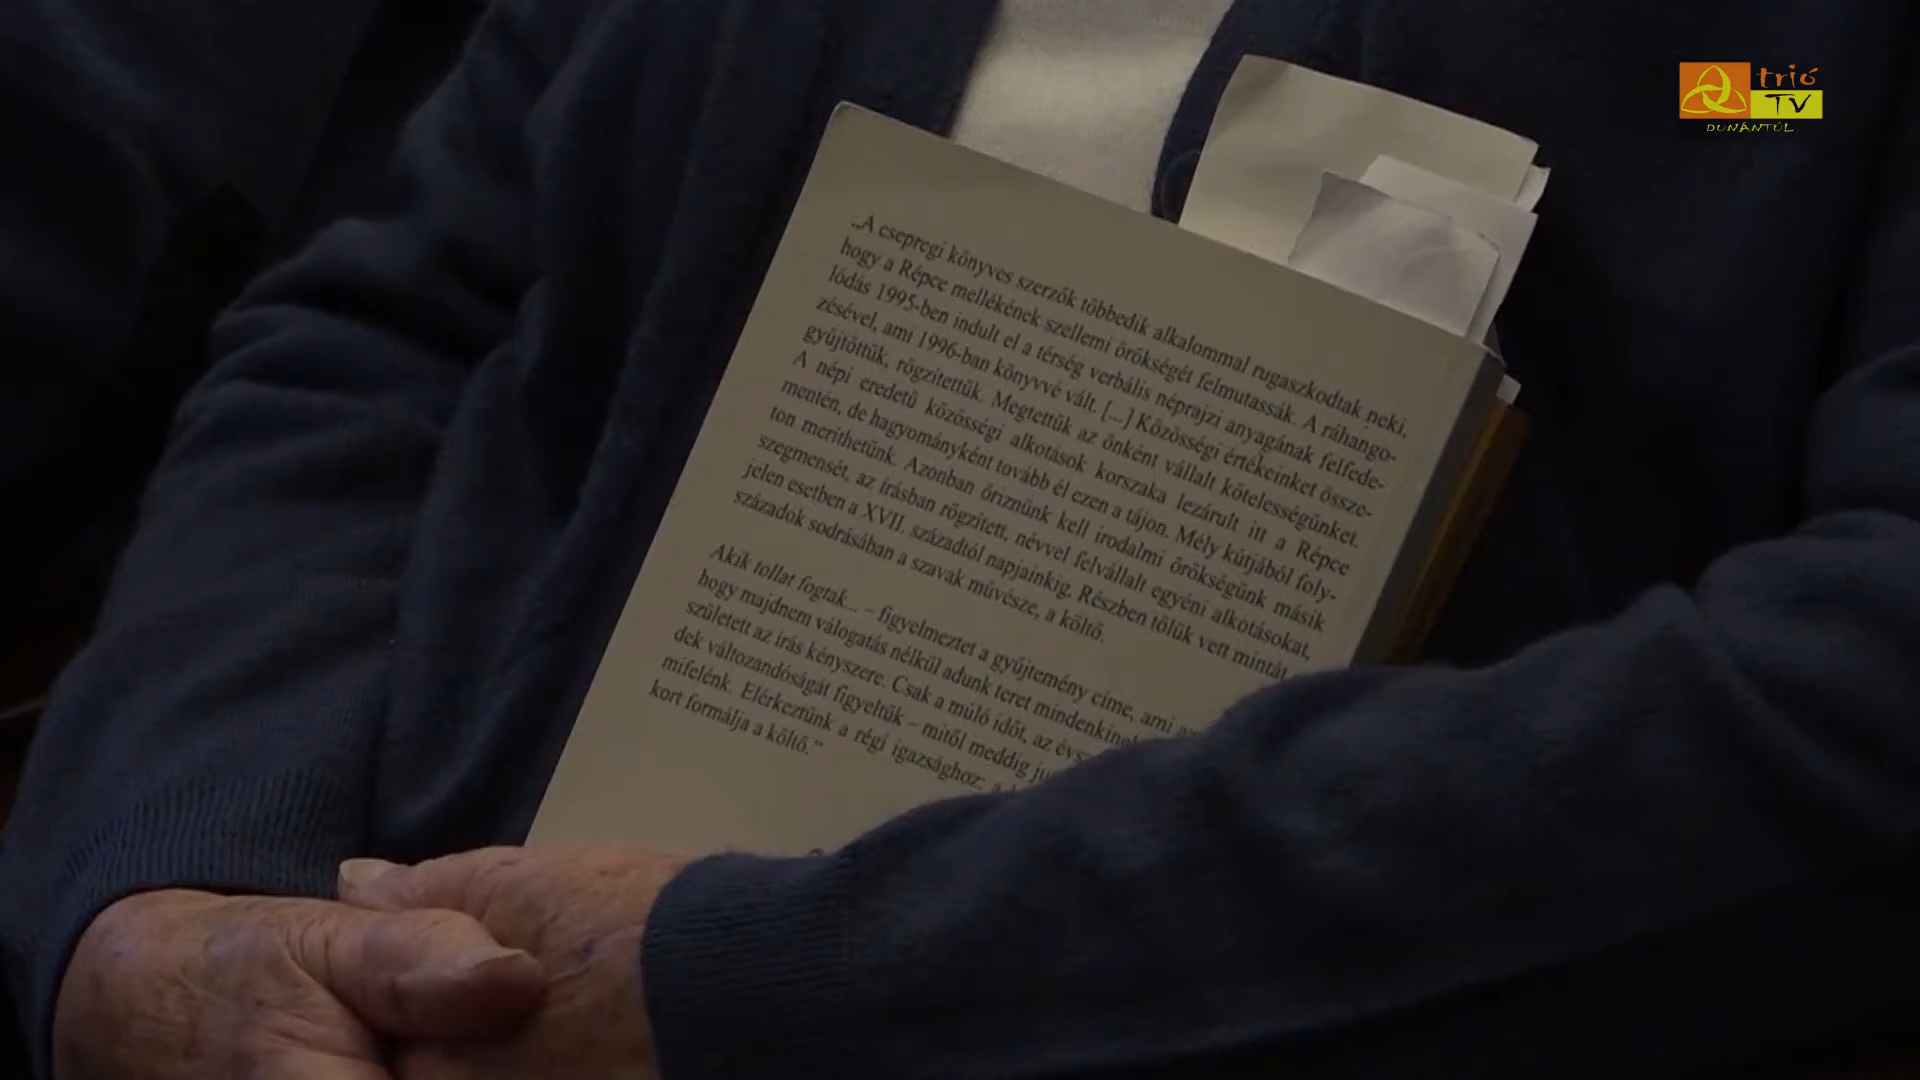 „A csepregi könyves szerzők többedik alkalommal rugaszkodtak neki,
hogy a Répce mellékének szellemi örökségét felmutassák. A ráhango-
lódás 1995-ben indult el a térség verbális néprajzi anyagának felfede-
zésével, ami 1996-ban könyvvé vált. [...] Közösségi értékeinket össze-
gyűjtöttük, rögzítettük. Megtettük az önként vállalt kötelességünket.
A népi eredetű közösségi alkotások korszaka lezárult itt a Répce
mentén, de hagyományként tovább él ezen a tájon. Mély kútjából foly-
ton meríthetünk. Azonban őriznünk kell irodalmi örökségünk másik
szegmensét, az írásban rögzített, névvel felvállalt egyéni alkotásokat,
jelen esetben a XVII. századtól napjainkig. Részben tőlük vett mintát
századok sodrásában a szavak művésze, a költő.
Akik tollat fogtak... – figyelmeztet a gyűjtemény címe, ami
hogy majdnem válogatás nélkül adunk teret
született az írás kényszere. Csak a múló időt, az
dek változandóságát figyeltük – mitől meddig
mifelénk. Elérkeztünk a régi igazsághoz:
kort formálja a költő.”
trió
TV
DUNÁNTÚL